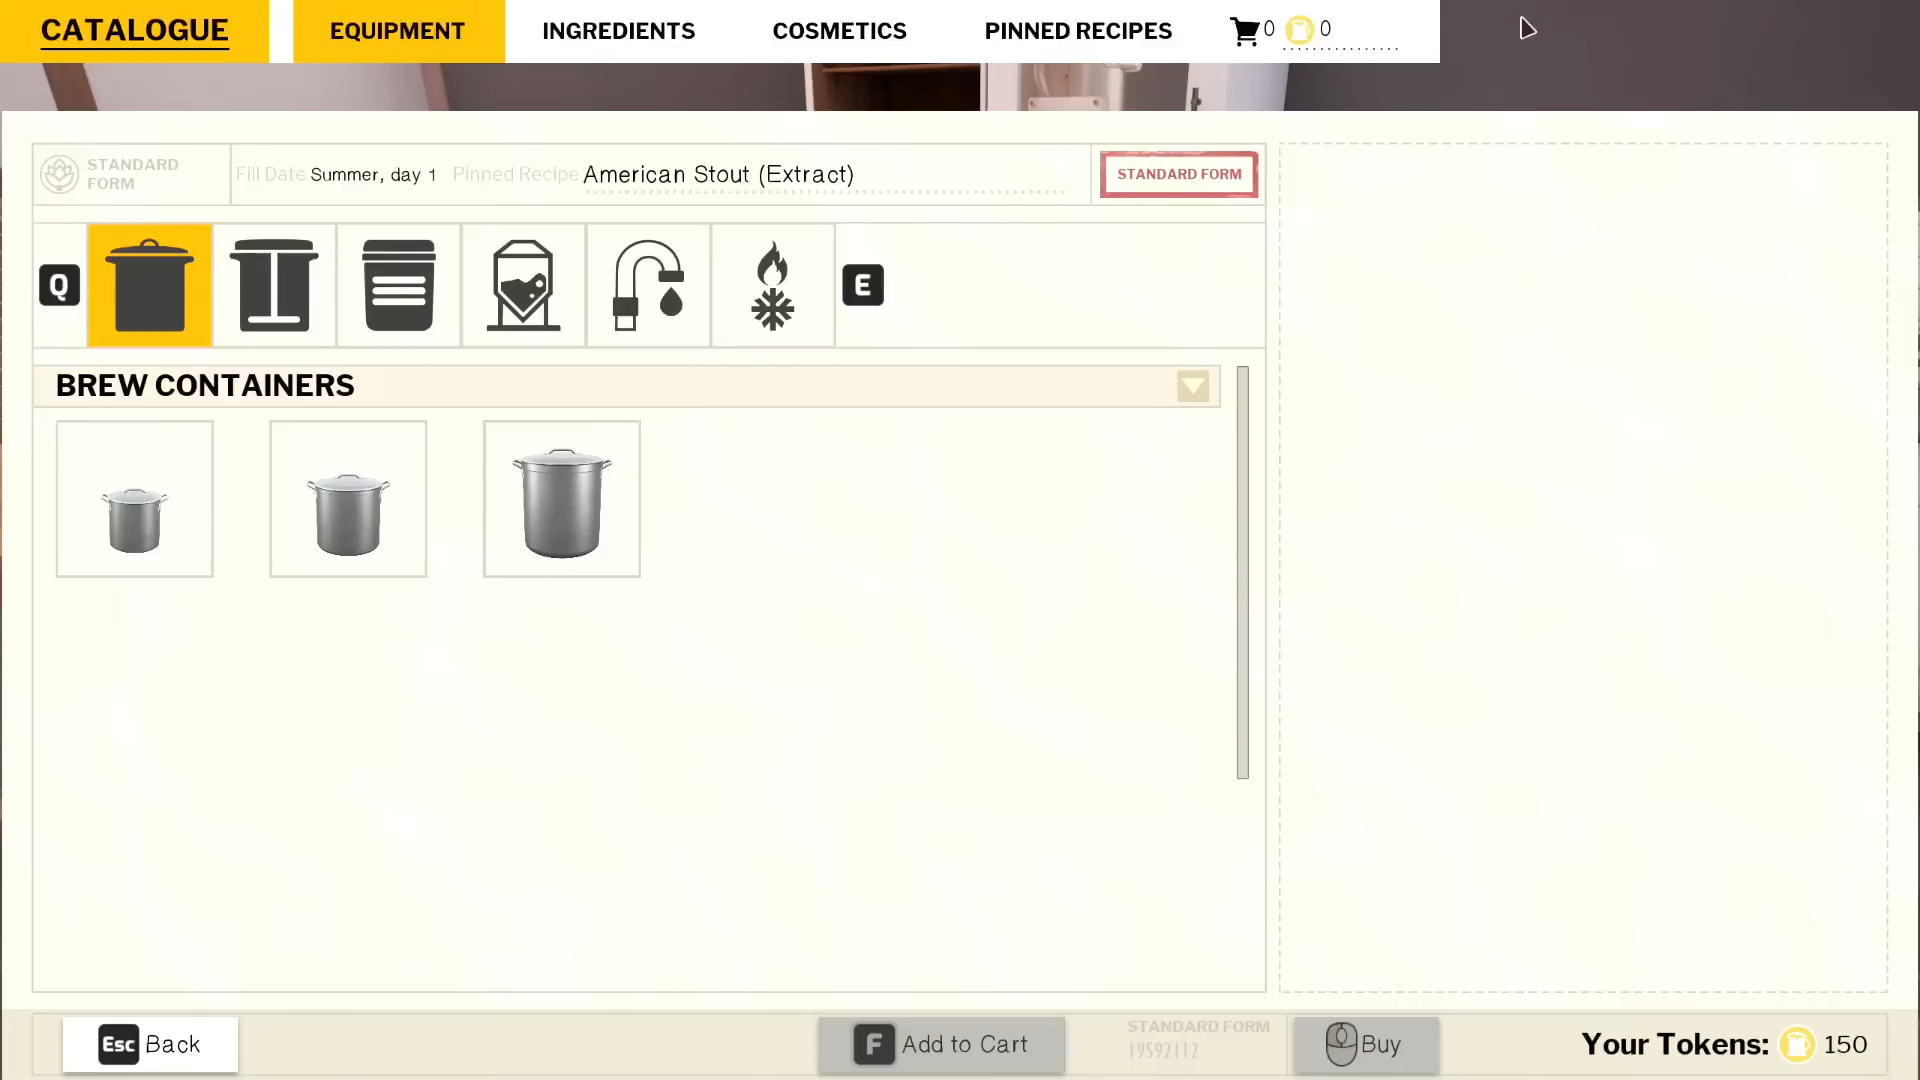 CATALOGUE
EQUIPMENT
INGREDIENTS
COSMETICS
PINNED RECIPES
0
0
STANDARD
FORM
Fill Date Summer, day 1
Pinned Recipe American Stout (Extract)
STANDARD FORM
Q
E
BREW CONTAINERS
Esc Back
F Add to Cart
STANDARD FORM
19592112
Buy
Your Tokens: 150